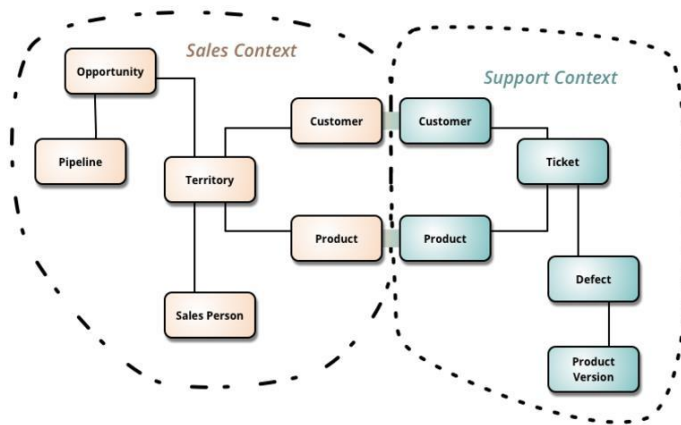 Sales Context
Support Context
Opportunity
Customer
Customer
Pipeline
Ticket
Territory
Product
Product
Defect
Sales Person
Product
Version